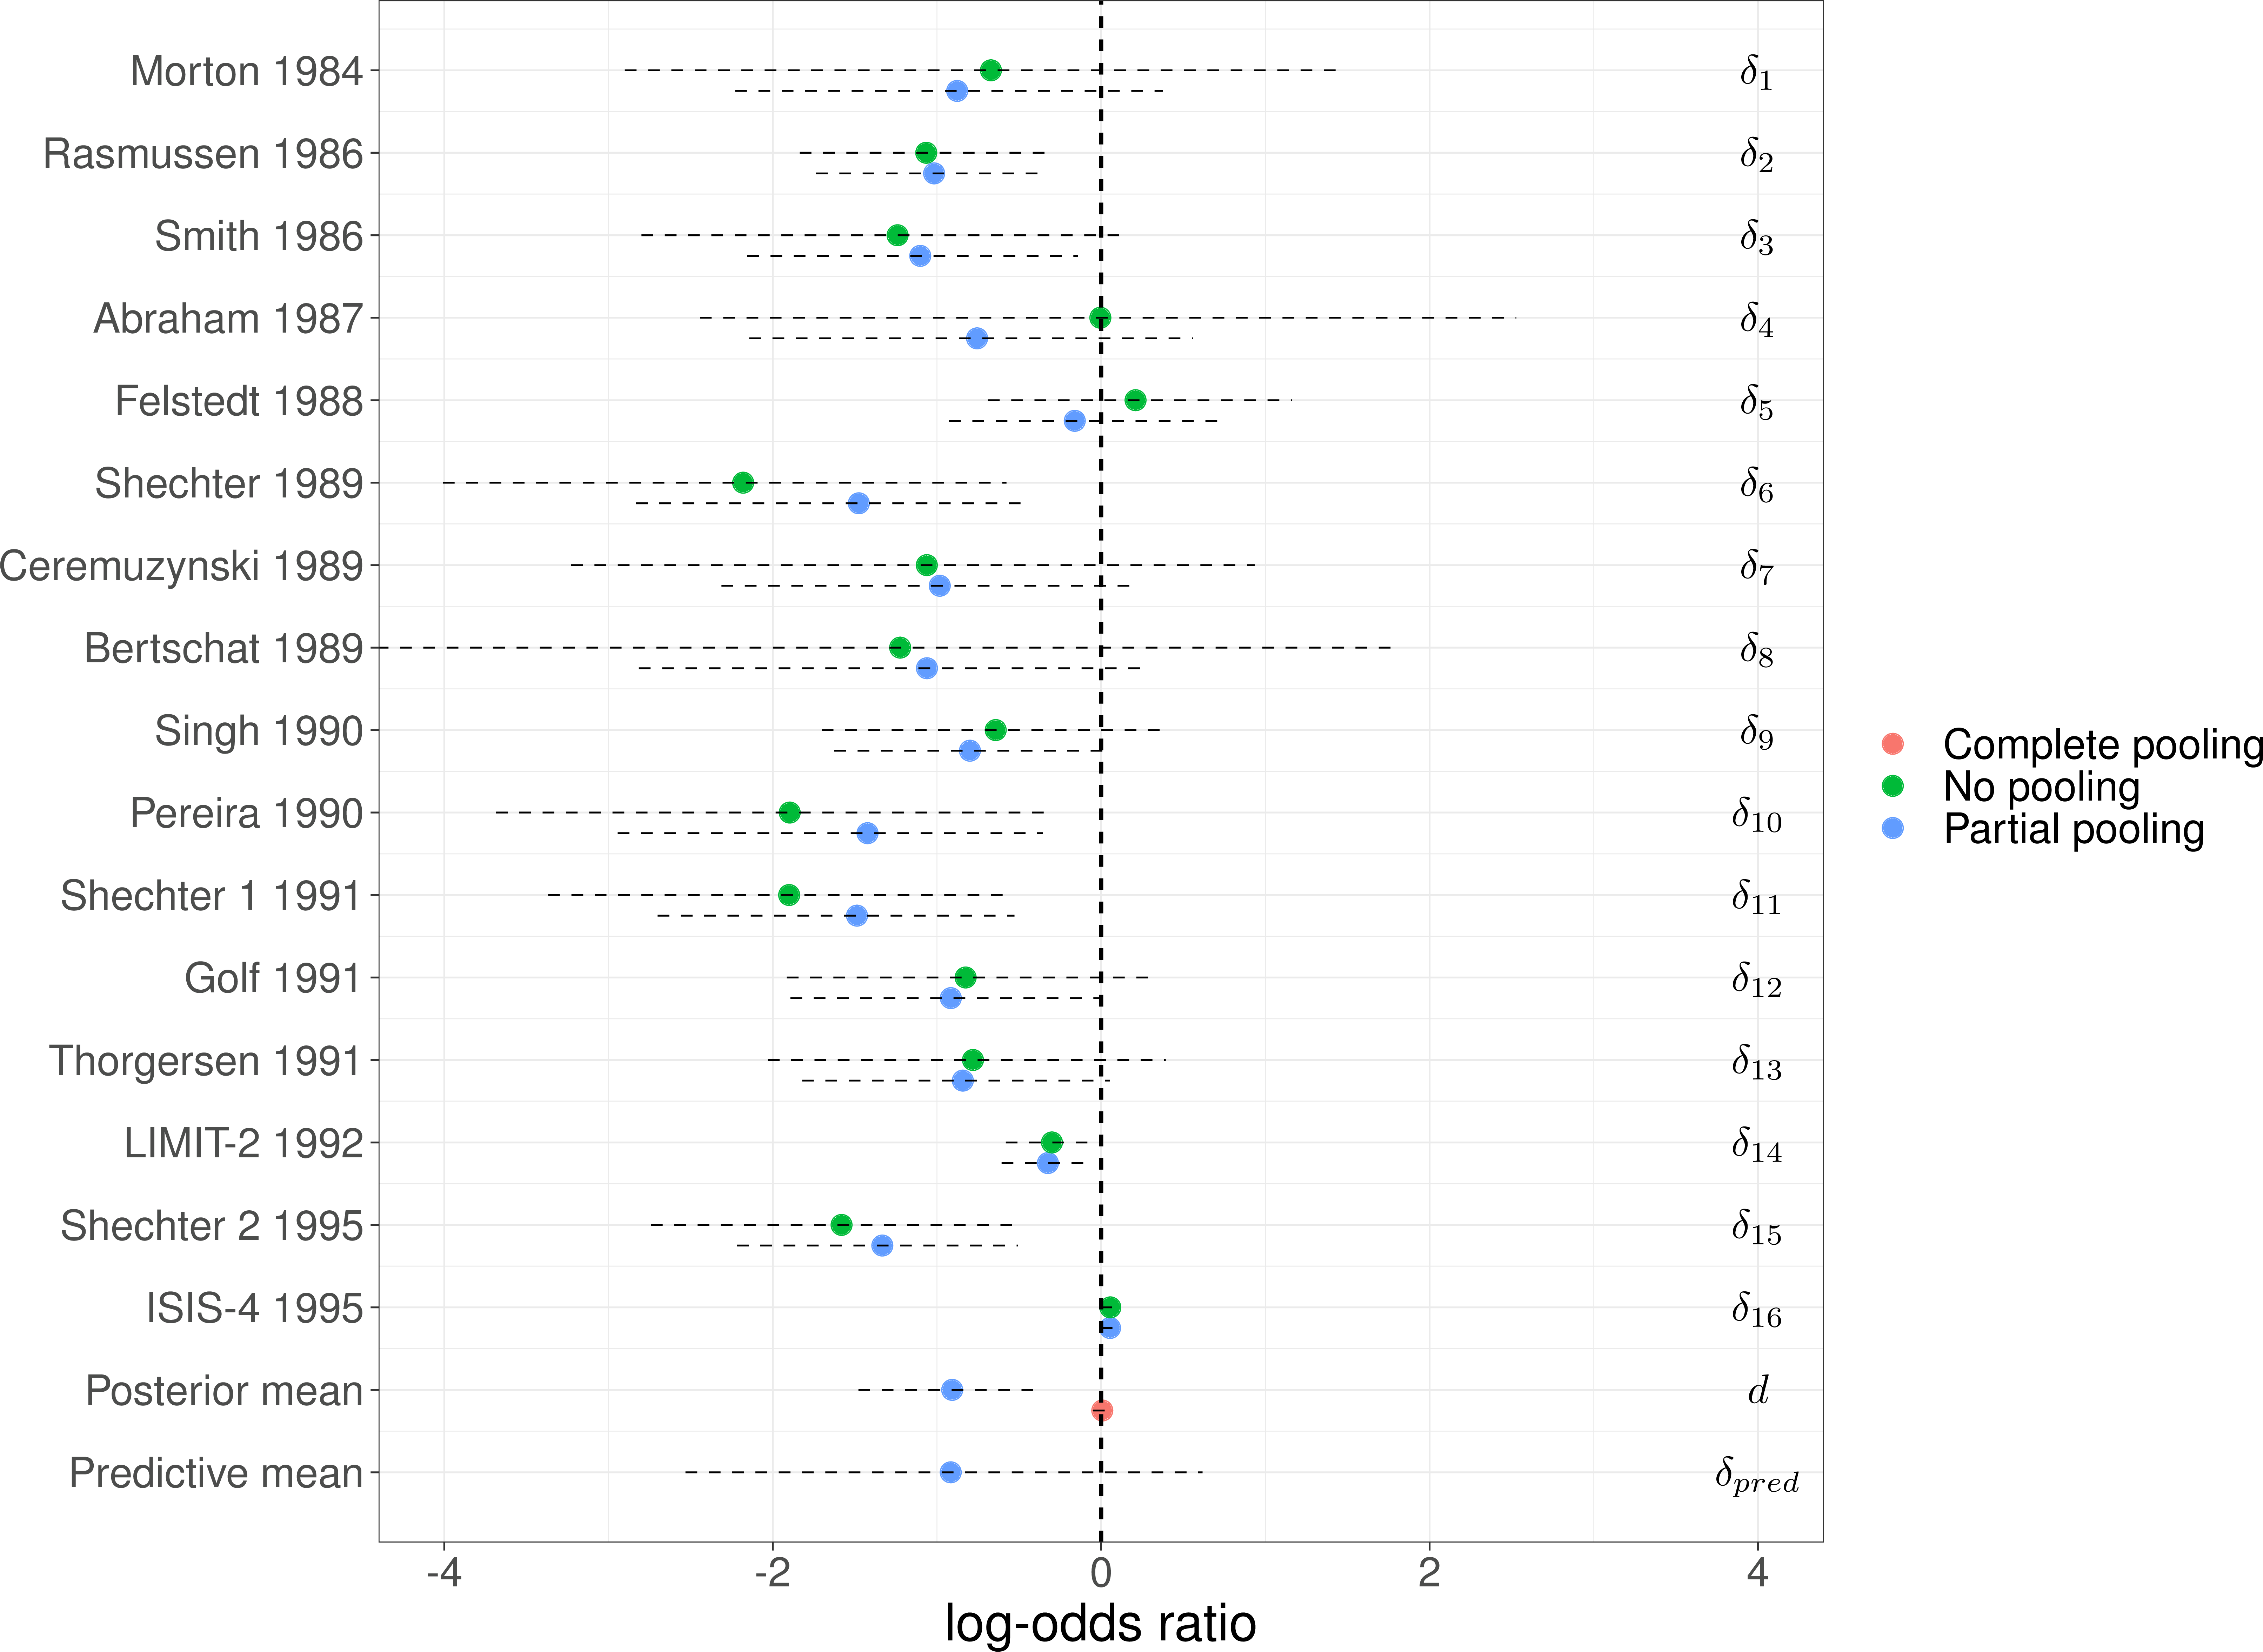 Morton 1984 δ1
Rasmussen 1986 δ2
Smith 1986 δ3
Abraham 1987 δ4
Felstedt 1988 δ5
Shechter 1989 δ6
Ceremuzynski 1989 δ7
Bertschat 1989 δ8
Singh 1990 δ9
Pereira 1990 δ10
Shechter 1 1991 δ11
Golf 1991 δ12
Thorgersen 1991 δ13
LIMIT-2 1992 δ14
Shechter 2 1995 δ15
ISIS-4 1995 δ16
Posterior mean d
Predictive mean δpred
-4 -2 0 2 4
log-odds ratio
Complete pooling
No pooling
Partial pooling